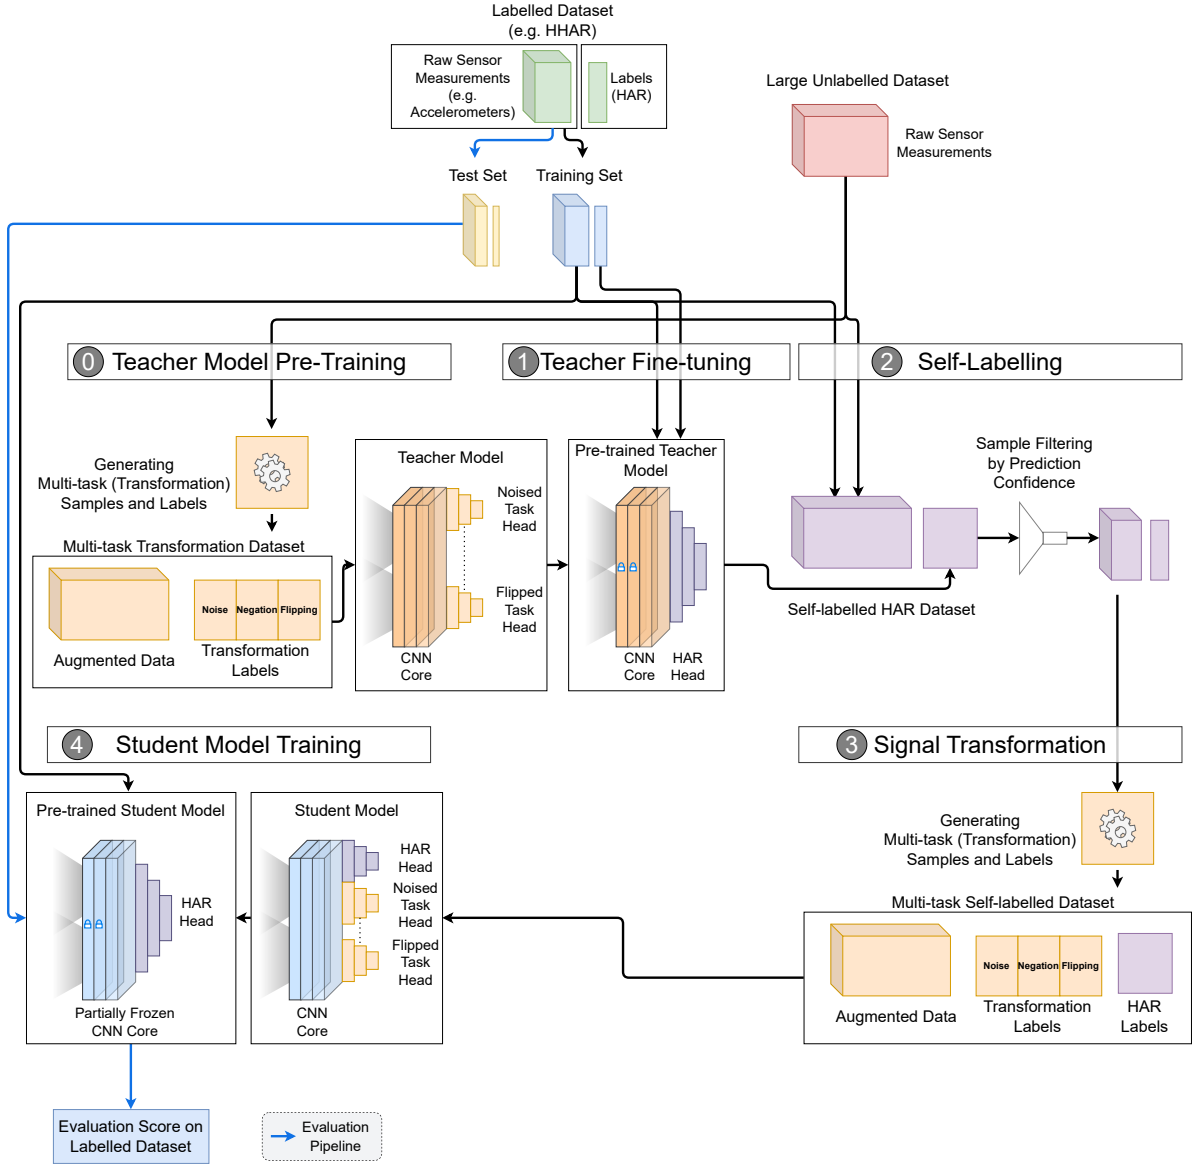 Labelled Dataset
(e.g. HHAR)
Raw Sensor
Measurements
(e.g.
Accelerometers)
Labels
(HAR)
Large Unlabelled Dataset
Raw Sensor
Measurements
Test Set
Training Set
0 Teacher Model Pre-Training
1 Teacher Fine-tuning
2 Self-Labelling
Generating
Multi-task (Transformation)
Samples and Labels
Multi-task Transformation Dataset
Noise
Negation
Flipping
Augmented Data
Transformation
Labels
Teacher Model
Noised
Task
Head
Flipped
Task
Head
CNN
Core
Pre-trained Teacher
Model
CNN
Core
HAR
Head
Sample Filtering
by Prediction
Confidence
Self-labelled HAR Dataset
4 Student Model Training
3 Signal Transformation
Pre-trained Student Model
HAR
Head
Partially Frozen
CNN Core
Student Model
HAR
Head
Noised
Task
Head
Flipped
Task
Head
CNN
Core
Generating
Multi-task (Transformation)
Samples and Labels
Multi-task Self-labelled Dataset
Noise
Negation
Flipping
Augmented Data
Transformation
Labels
HAR
Labels
Evaluation Score on
Labelled Dataset
Evaluation
Pipeline